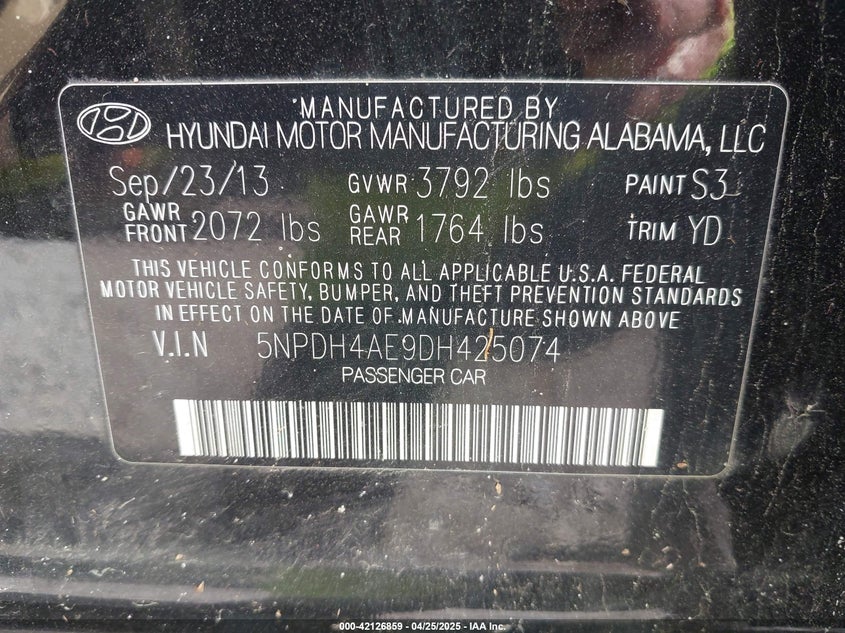 MANUFACTURED BY
HYUNDAI MOTOR MANUFACTURING ALABAMA, LLC
Sep/23/13 GVWR 3792 lbs PAINT S3
GAWR FRONT 2072 lbs GAWR REAR 1764 lbs TRIM YD
THIS VEHICLE CONFORMS TO ALL APPLICABLE U.S.A. FEDERAL
MOTOR VEHICLE SAFETY, BUMPER, AND THEFT PREVENTION STANDARDS
IN EFFECT ON THE DATE OF MANUFACTURE SHOWN ABOVE
V.I.N 5NPDH4AE9DH425074
PASSENGER CAR
000-42126859 - 04/25/2025 - IAA Inc.